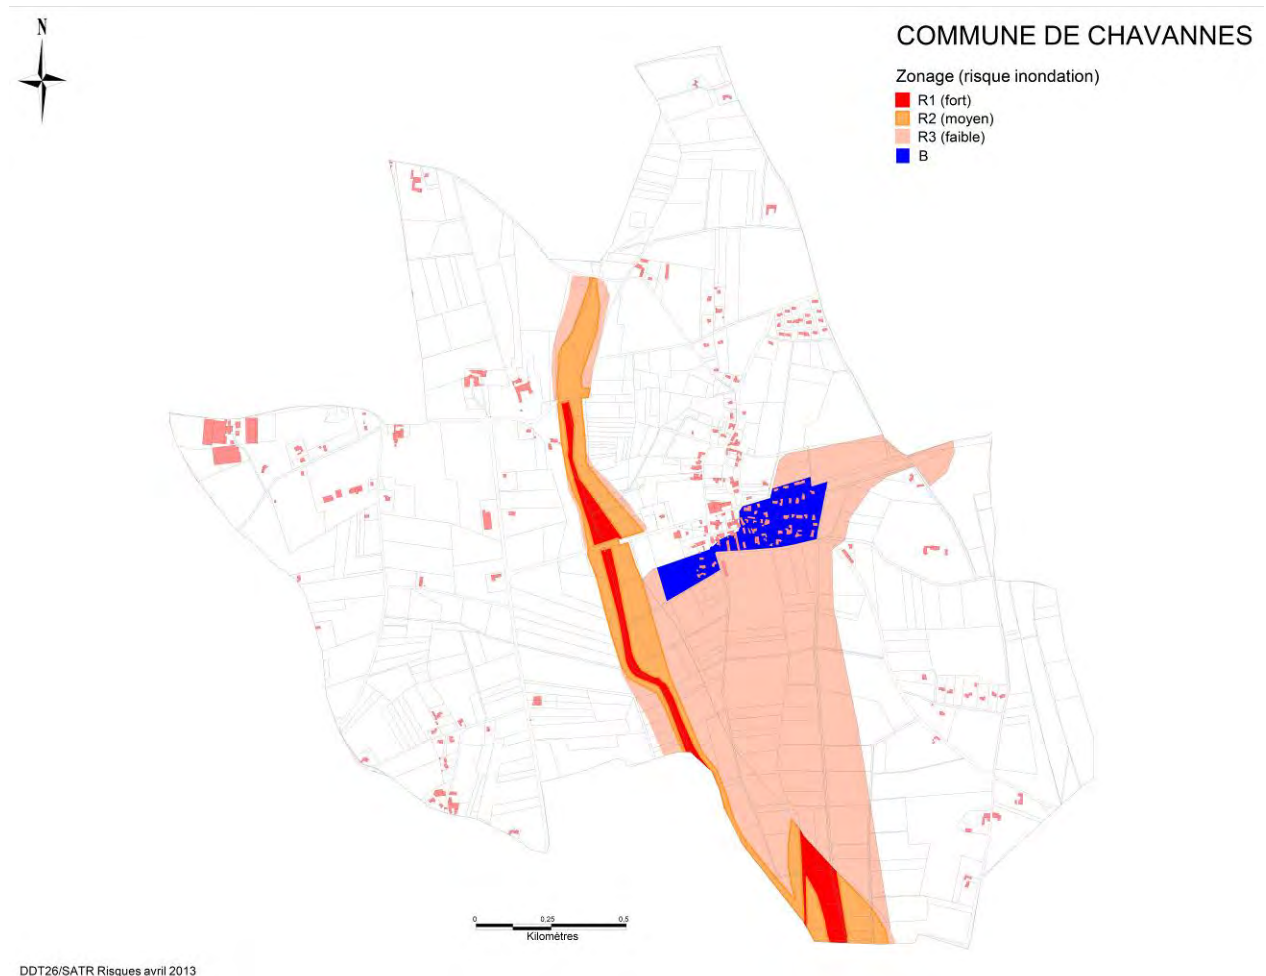 N
COMMUNE DE CHAVANNES
Zonage (risque inondation)
R1 (fort)
R2 (moyen)
R3 (faible)
B
0 0,25 0,5
Kilomètres
DDT26/SATR Risques avril 2013